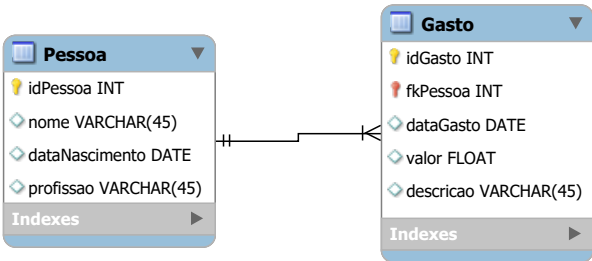 Pessoa
idPessoa INT
nome VARCHAR(45)
dataNascimento DATE
profissao VARCHAR(45)
Indexes
Gasto
idGasto INT
fkPessoa INT
dataGasto DATE
valor FLOAT
descricao VARCHAR(45)
Indexes